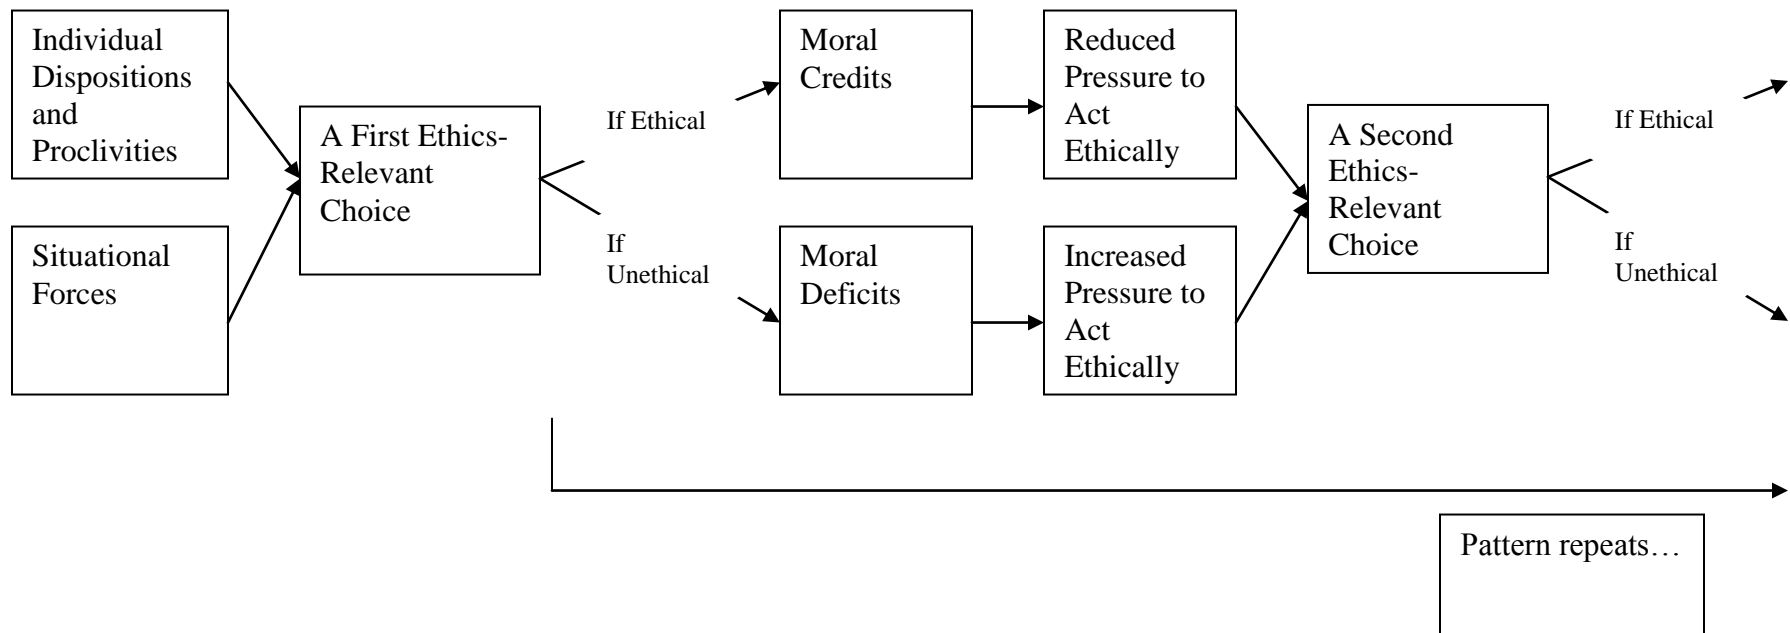 Individual
Dispositions
and
Proclivities
Situational
Forces
A First Ethics-
Relevant
Choice
If Ethical
If
Unethical
Moral
Credits
Moral
Deficits
Reduced
Pressure to
Act
Ethically
Increased
Pressure to
Act
Ethically
A Second
Ethics-
Relevant
Choice
If Ethical
If
Unethical
Pattern repeats…